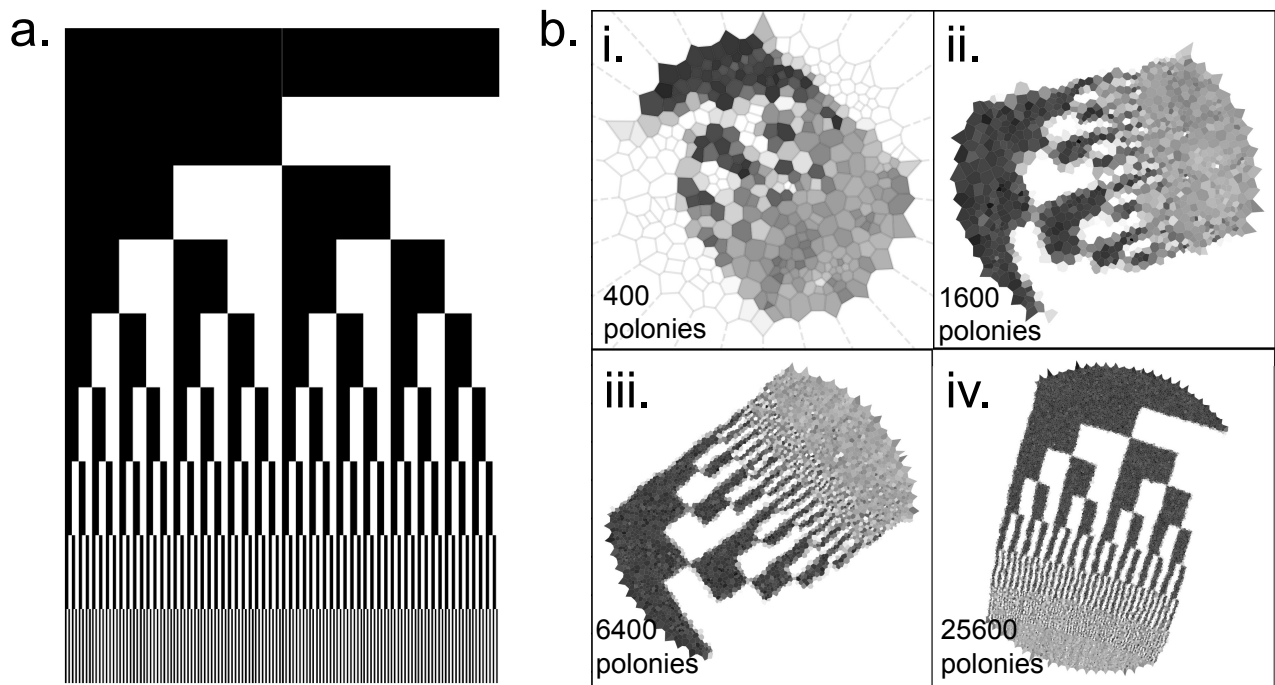 a.
b.
i.
400
polonies
ii.
1600
polonies
iii.
6400
polonies
iv.
25600
polonies